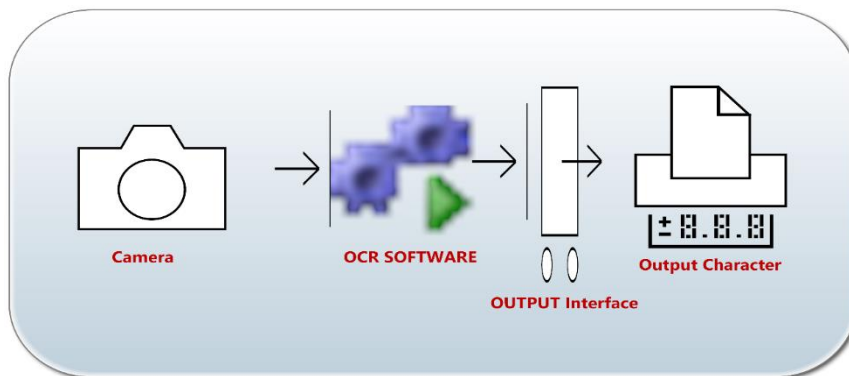 ± 8.8.8
Camera
OCR SOFTWARE
Output Character
OUTPUT Interface